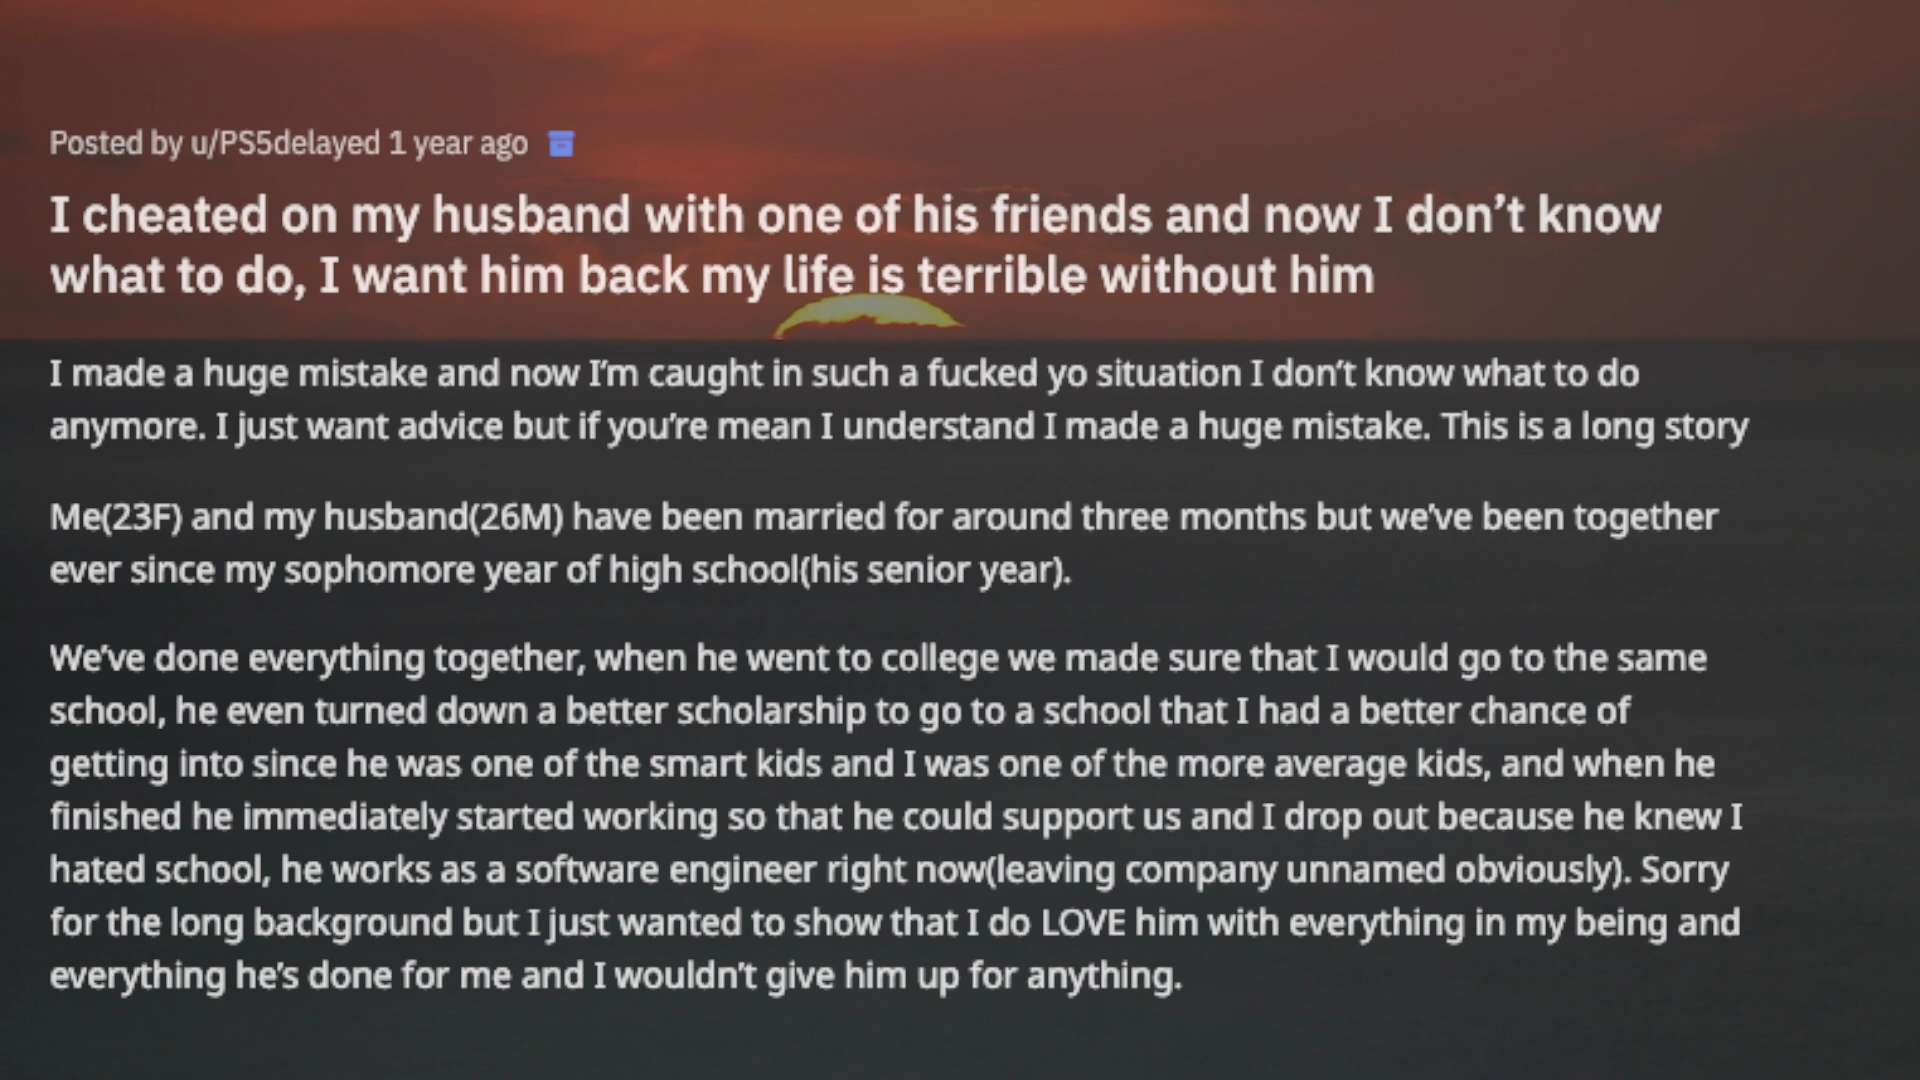 Posted by u/PS5delayed 1 year ago
I cheated on my husband with one of his friends and now I don’t know
what to do, I want him back my life is terrible without him
I made a huge mistake and now I’m caught in such a fucked yo situation I don’t know what to do
anymore. I just want advice but if you’re mean I understand I made a huge mistake. This is a long story
Me(23F) and my husband(26M) have been married for around three months but we’ve been together
ever since my sophomore year of high school(his senior year).
We’ve done everything together, when he went to college we made sure that I would go to the same
school, he even turned down a better scholarship to go to a school that I had a better chance of
getting into since he was one of the smart kids and I was one of the more average kids, and when he
finished he immediately started working so that he could support us and I drop out because he knew I
hated school, he works as a software engineer right now(leaving company unnamed obviously). Sorry
for the long background but I just wanted to show that I do LOVE him with everything in my being and
everything he’s done for me and I wouldn’t give him up for anything.